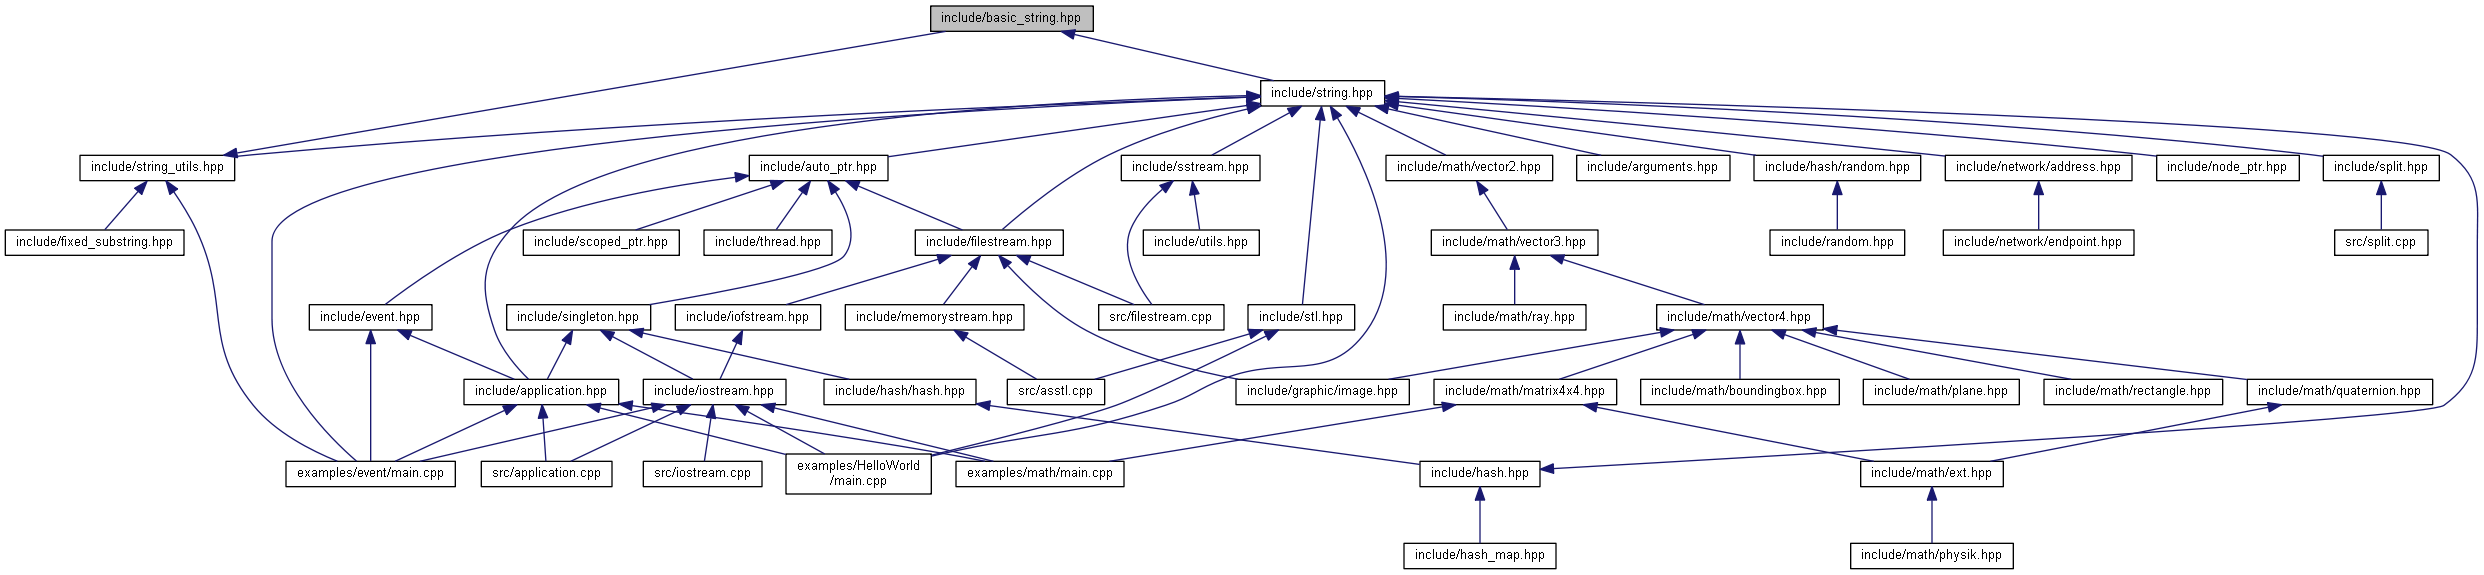 include/basic_string.hpp
include/string.hpp
include/string_utils.hpp
include/auto_ptr.hpp
include/sstream.hpp
include/math/vector2.hpp
include/arguments.hpp
include/hash/random.hpp
include/network/address.hpp
include/node_ptr.hpp
include/split.hpp
include/fixed_substring.hpp
include/scoped_ptr.hpp
include/thread.hpp
include/filestream.hpp
include/utils.hpp
include/math/vector3.hpp
include/random.hpp
include/network/endpoint.hpp
src/split.cpp
include/event.hpp
include/singleton.hpp
include/iofstream.hpp
include/memorystream.hpp
src/filestream.cpp
include/stl.hpp
include/math/ray.hpp
include/math/vector4.hpp
include/application.hpp
include/iostream.hpp
include/hash/hash.hpp
src/asstl.cpp
include/graphic/image.hpp
include/math/matrix4x4.hpp
include/math/boundingbox.hpp
include/math/plane.hpp
include/math/rectangle.hpp
include/math/quaternion.hpp
examples/event/main.cpp
src/application.cpp
src/iostream.cpp
examples/HelloWorld
/main.cpp
examples/math/main.cpp
include/hash.hpp
include/math/ext.hpp
include/hash_map.hpp
include/math/physik.hpp